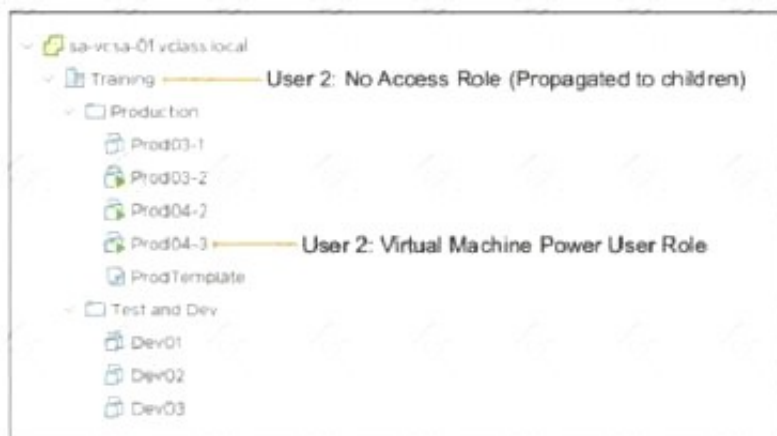 sa-vcsa-01.vclass.local
Training User 2: No Access Role (Propagated to children)
Production
Prod03-1
Prod03-2
Prod04-2
Prod04-3 User 2: Virtual Machine Power User Role
ProdTemplate
Test and Dev
Dev01
Dev02
Dev03